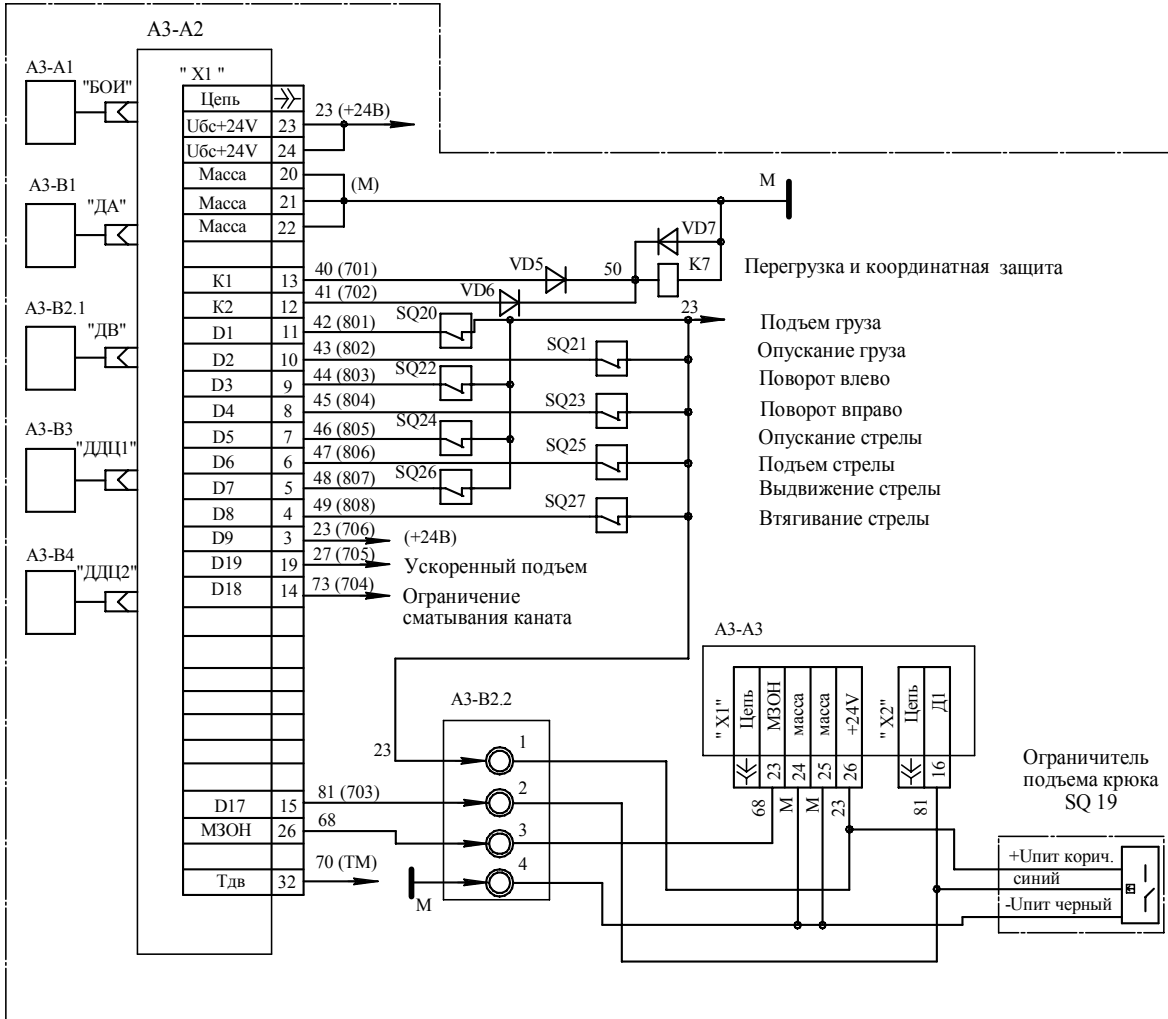 А3-А2
А3-А1
"БОИ"
А3-В1
"ДА"
А3-В2.1
"ДВ"
А3-В3
"ДДЦ1"
А3-В4
"ДДЦ2"
" X1 "
Цепь
Uбс+24V 23
Uбс+24V 24
Масса 20
Масса 21
Масса 22
К1 13
К2 12
D1 11
D2 10
D3 9
D4 8
D5 7
D6 6
D7 5
D8 4
D9 3
D19 19
D18 14
D17 15
МЗОН 26
Тдв 32
23 (+24В)
(М)
М
40 (701)
41 (702)
42 (801)
43 (802)
44 (803)
45 (804)
46 (805)
47 (806)
48 (807)
49 (808)
23 (706)
27 (705)
73 (704)
81 (703)
68
70 (ТМ)
VD5
VD6
VD7
50
К7
SQ20
SQ21
SQ22
SQ23
SQ24
SQ25
SQ26
SQ27
23
Перегрузка и координатная защита
Подъем груза
Опускание груза
Поворот влево
Поворот вправо
Опускание стрелы
Подъем стрелы
Выдвижение стрелы
Втягивание стрелы
(+24В)
Ускоренный подъем
Ограничение
сматывания каната
23
М
А3-В2.2
1
2
3
4
А3-А3
" X1"
Цепь
МЗОН 23
масса 24
масса 25
+24V 26
"X2"
Цепь
Д1 16
68
М
М
23
81
Ограничитель
подъема крюка
SQ 19
+Uпит корич.
синий
-Uпит черный